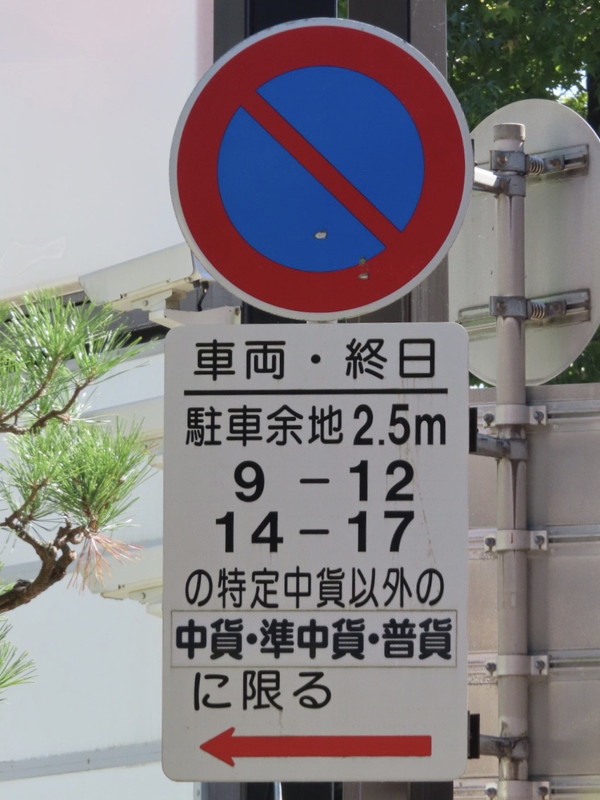 車両・終日
駐車余地2.5m
9－12
14－17
の特定中貨以外の
中貨・準中貨・普貨
に限る